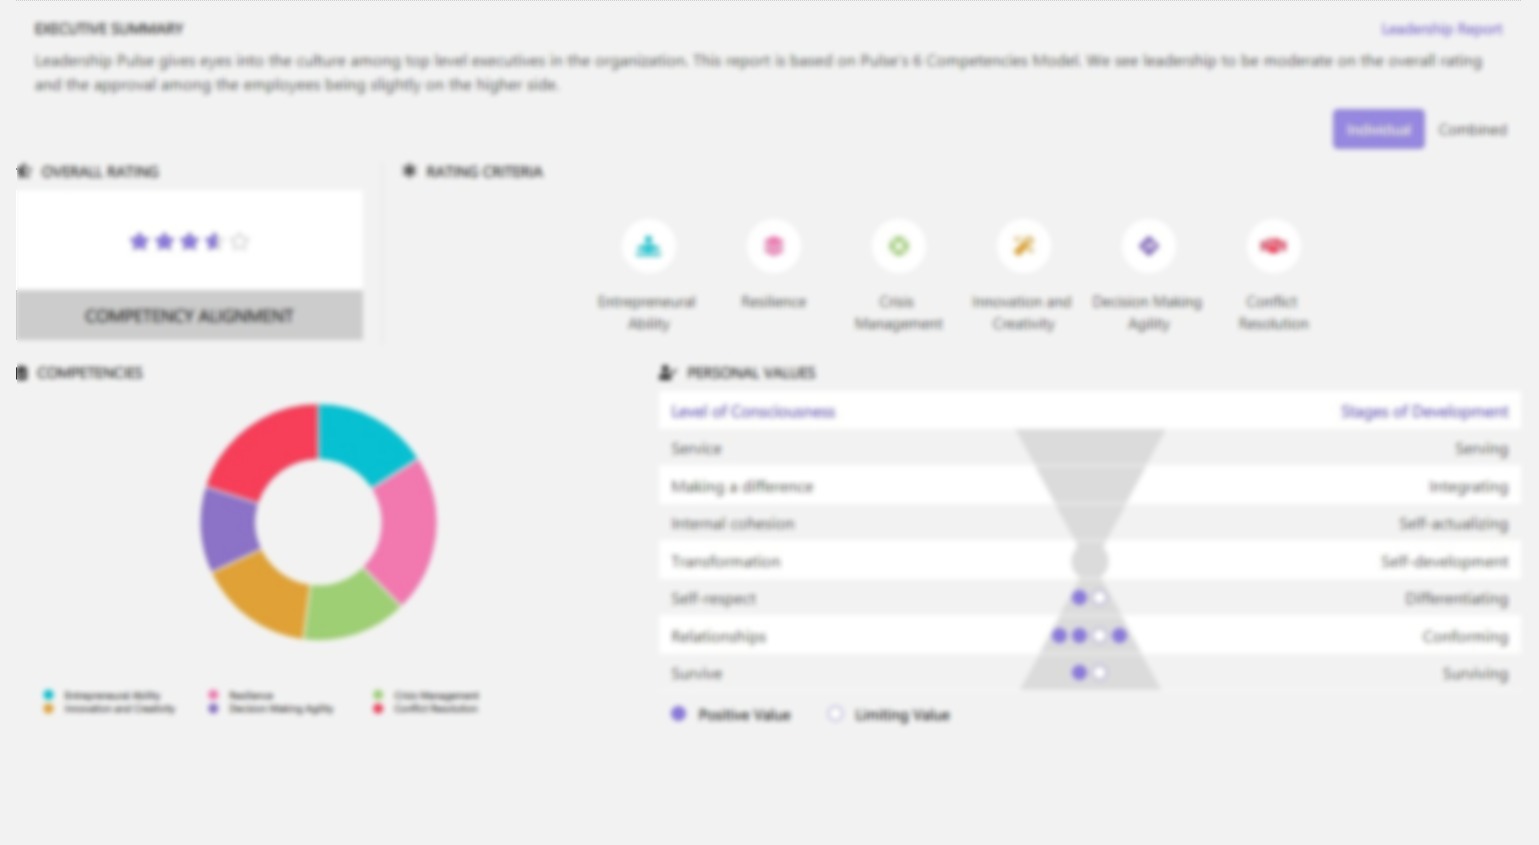 EXECUTIVE SUMMARY
Leadership Report
Leadership Pulse gives eyes into the culture among top level executives in the organization. This report is based on Pulse's 6 Competencies Model. We see leadership to be moderate on the overall rating
and the approval among the employees being slightly on the higher side.
Individual
Combined
OVERALL RATING
RATING CRITERIA
COMPETENCY ALIGNMENT
Entrepreneural
Ability
Resilience
Crisis
Management
Innovation and
Creativity
Decision Making
Agility
Conflict
Resolution
COMPETENCIES
Entrepreneural Ability
Resilience
Crisis Management
Innovation and Creativity
Decision Making Agility
Conflict Resolution
PERSONAL VALUES
Level of Consciousness
Stages of Development
Service
Serving
Making a difference
Integrating
Internal cohesion
Self-actualizing
Transformation
Self-development
Self-respect
Differentiating
Relationships
Conforming
Survive
Surviving
Positive Value
Limiting Value